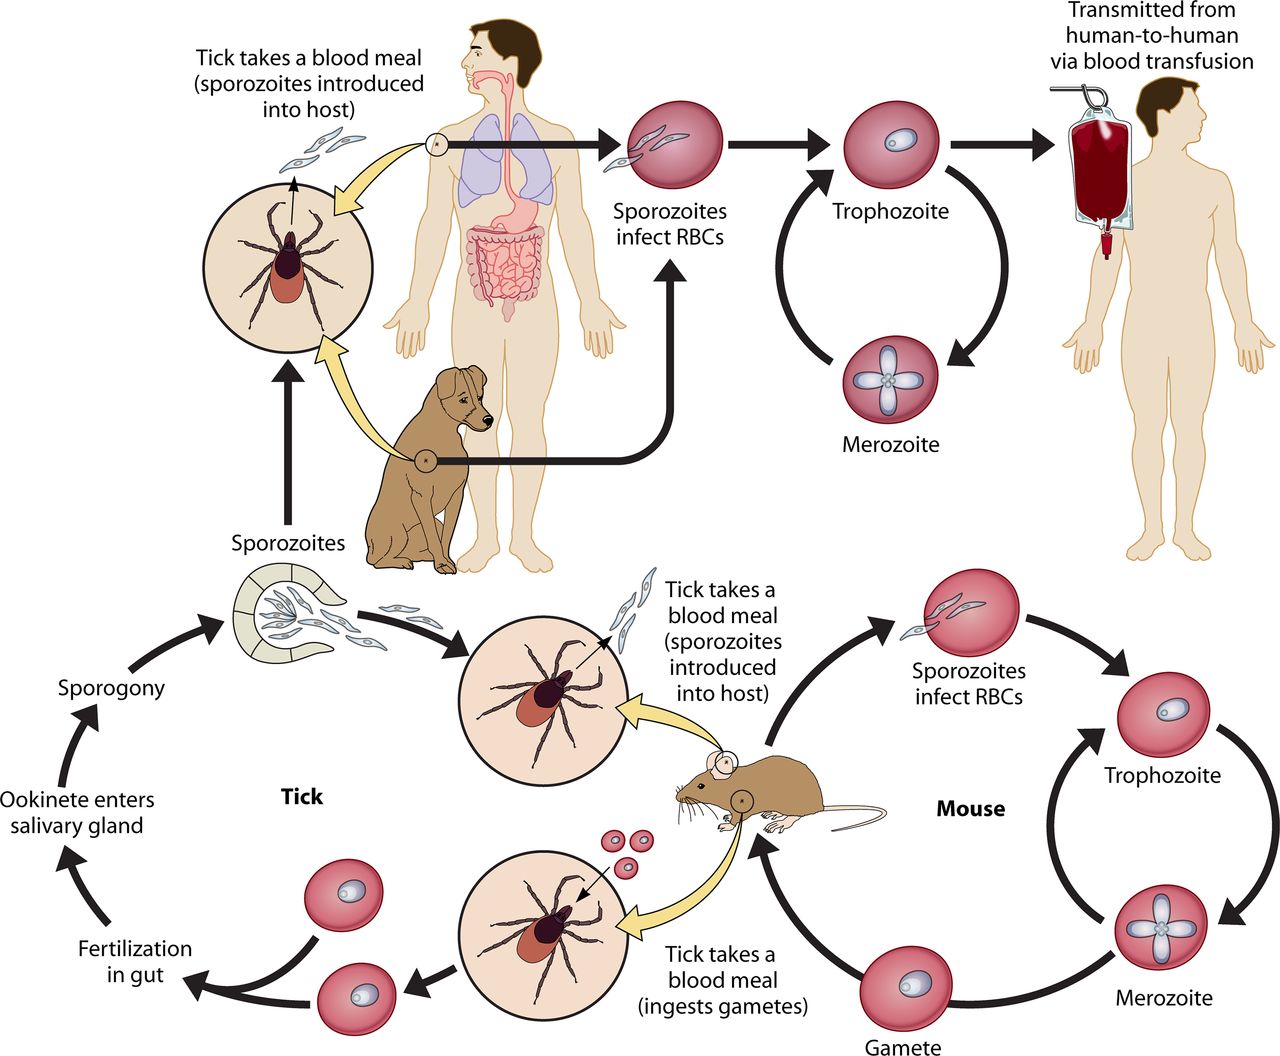 Transmitted from
human-to-human
via blood transfusion
Tick takes a blood meal
(sporozoites introduced
into host)
Sporozoites
infect RBCs
Trophozoite
Merozoite
Sporozoites
Tick takes a
blood meal
(sporozoites
introduced
into host)
Sporozoites
infect RBCs
Sporogony
Trophozoite
Ookinete enters
salivary gland
Tick
Mouse
Fertilization
in gut
Tick takes a
blood meal
(ingests gametes)
Merozoite
Gamete